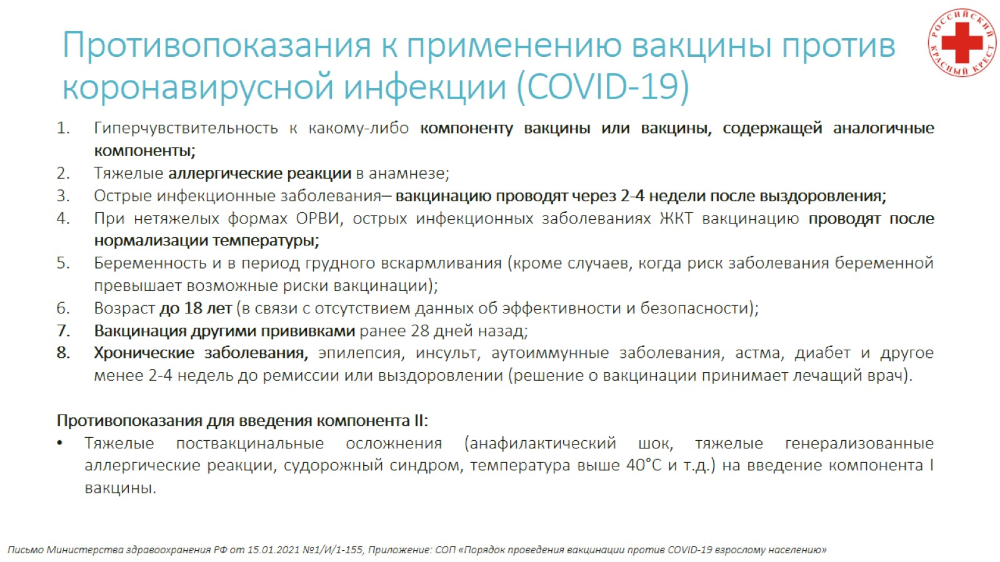 Противопоказания к применению вакцины против
коронавирусной инфекции (COVID-19)
РОССИЙСКИЙ
КРАСНЫЙ КРЕСТ
1. Гиперчувствительность к какому-либо компоненту вакцины или вакцины, содержащей аналогичные
компоненты;
2. Тяжелые аллергические реакции в анамнезе;
3. Острые инфекционные заболевания– вакцинацию проводят через 2-4 недели после выздоровления;
4. При нетяжелых формах ОРВИ, острых инфекционных заболеваниях ЖКТ вакцинацию проводят после
нормализации температуры;
5. Беременность и в период грудного вскармливания (кроме случаев, когда риск заболевания беременной
превышает возможные риски вакцинации);
6. Возраст до 18 лет (в связи с отсутствием данных об эффективности и безопасности);
7. Вакцинация другими прививками ранее 28 дней назад;
8. Хронические заболевания, эпилепсия, инсульт, аутоиммунные заболевания, астма, диабет и другое
менее 2-4 недель до ремиссии или выздоровлении (решение о вакцинации принимает лечащий врач).
Противопоказания для введения компонента II:
• Тяжелые поствакцинальные осложнения (анафилактический шок, тяжелые генерализованные
аллергические реакции, судорожный синдром, температура выше 40°С и т.д.) на введение компонента I
вакцины.
Письмо Министерства здравоохранения РФ от 15.01.2021 №1/И/1-155, Приложение: СОП «Порядок проведения вакцинации против COVID-19 взрослому населению»